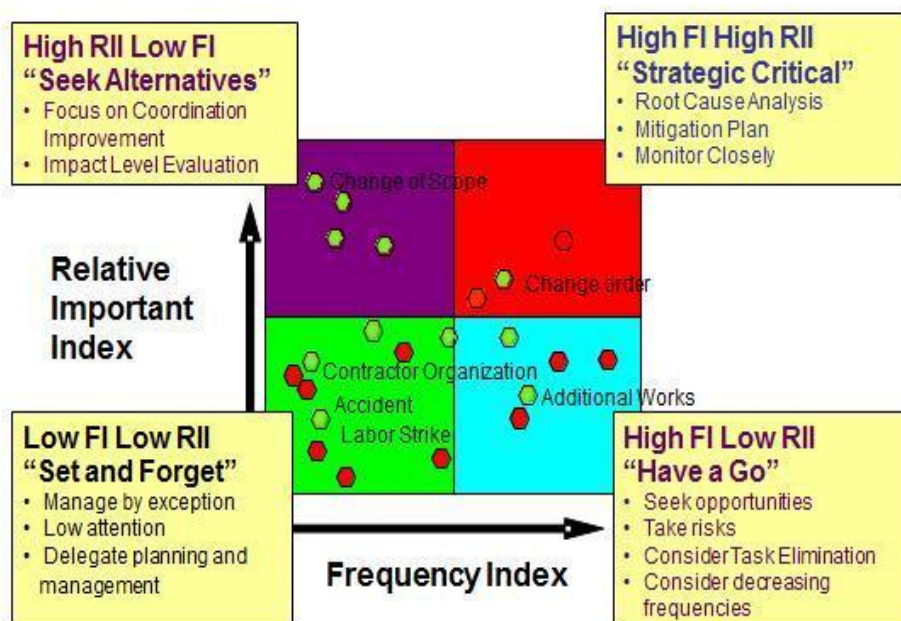 High RII Low FI
“Seek Alternatives”
• Focus on Coordination
Improvement
• Impact Level Evaluation
High FI High RII
“Strategic Critical”
• Root Cause Analysis
• Mitigation Plan
• Monitor Closely
Change of Scope
Relative
Important
Index
Change order
Contractor Organization
Accident
Additional Works
Labor Strike
Low FI Low RII
“Set and Forget”
• Manage by exception
• Low attention
• Delegate planning and
management
High FI Low RII
“Have a Go”
• Seek opportunities
• Take risks
• Consider Task Elimination
• Consider decreasing
frequencies
Frequency Index